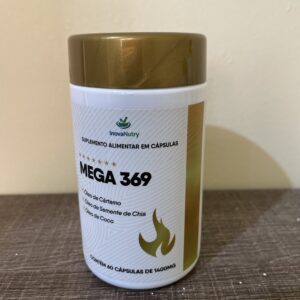 InovaNutry
SUPLEMENTO ALIMENTAR EM CÁPSULAS
MEGA 369
Óleo de Cártamo
Óleo de Semente de Chia
Óleo de Coco
CONTÉM 60 CÁPSULAS DE 1400MG